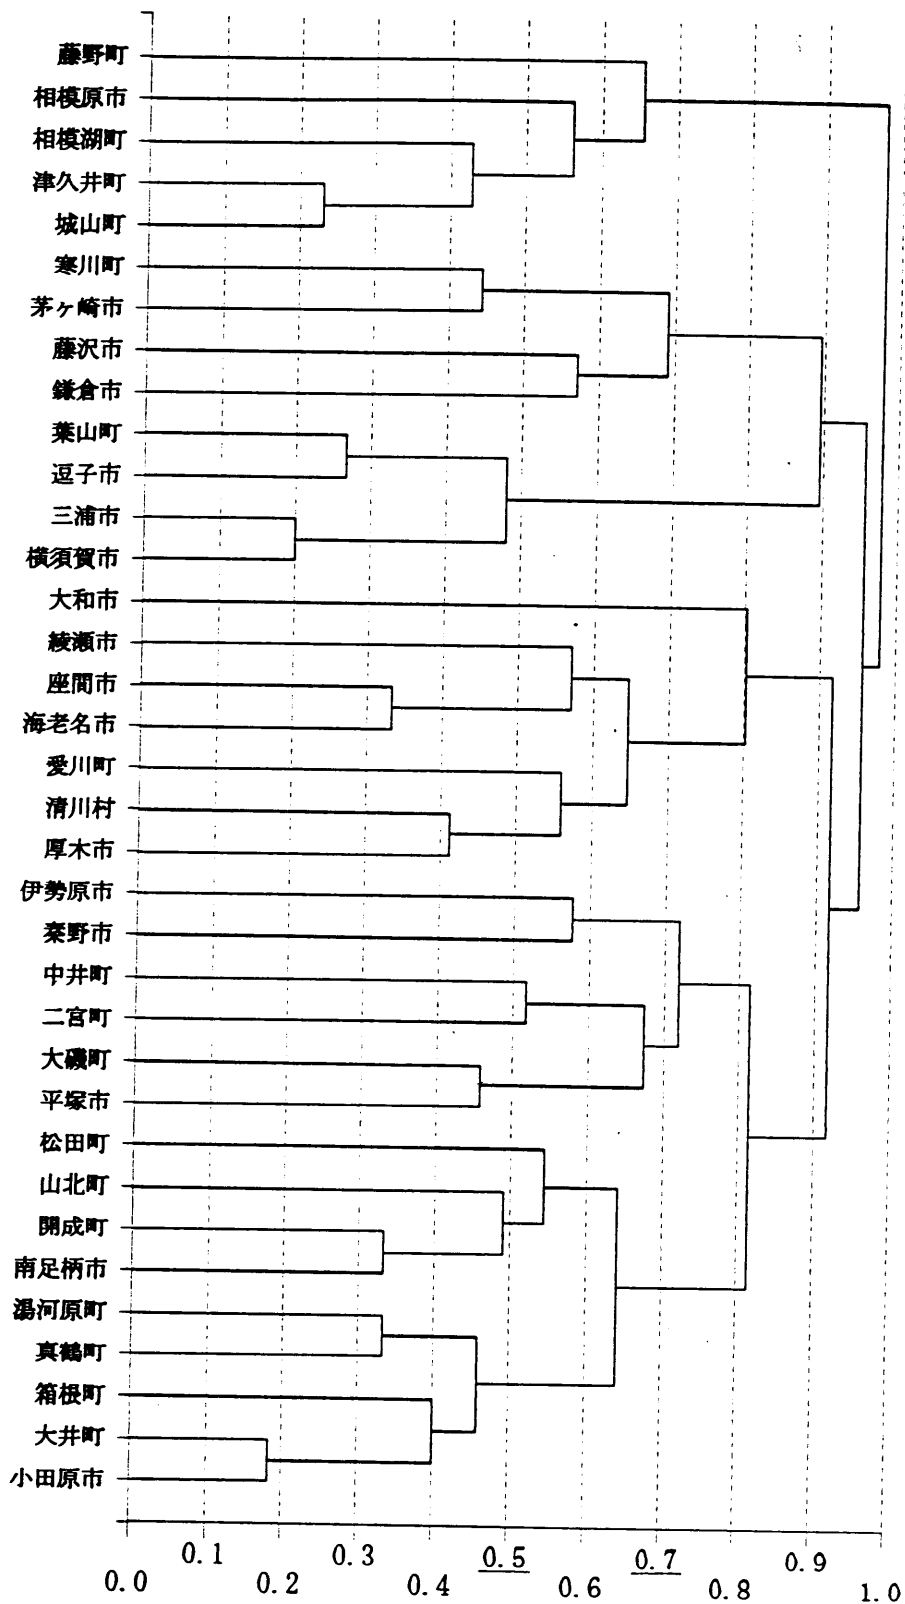 藤野町
相模原市
相模湖町
津久井町
城山町
寒川町
茅ヶ崎市
藤沢市
鎌倉市
葉山町
逗子市
三浦市
横須賀市
大和市
綾瀬市
座間市
海老名市
愛川町
清川村
厚木市
伊勢原市
秦野市
中井町
二宮町
大磯町
平塚市
松田町
山北町
開成町
南足柄市
湯河原町
真鶴町
箱根町
大井町
小田原市
0.1 0.3 0.5 0.7 0.9
0.0 0.2 0.4 0.6 0.8 1.0